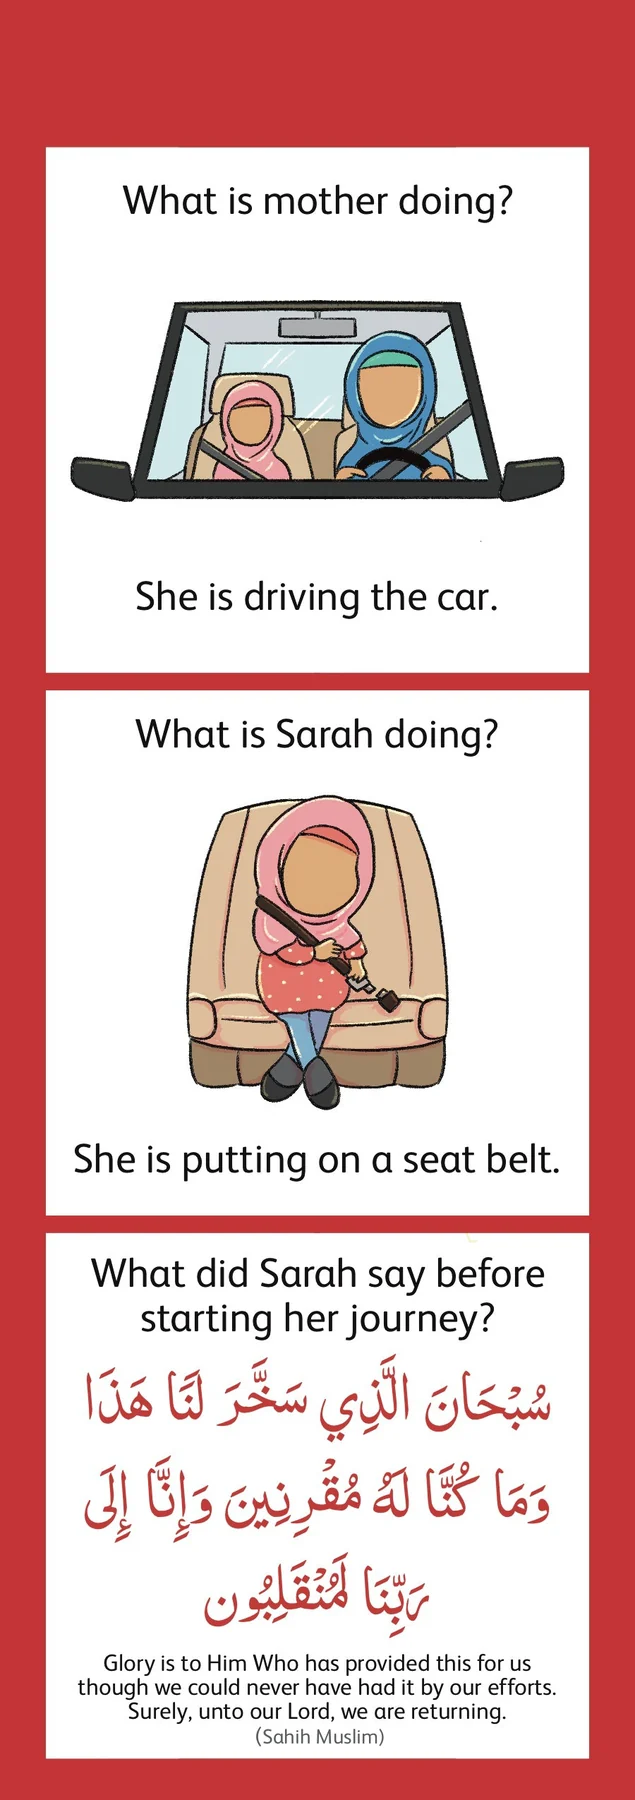 What is mother doing?
She is driving the car.
What is Sarah doing?
She is putting on a seat belt.
What did Sarah say before
starting her journey?
سُبْحَانَ الَّذِي سَخَّرَ لَنَا هَذَا
وَمَا كُنَّا لَهُ مُقْرِنِينَ وَإِنَّا إِلَى
رَبِّنَا لَمُنْقَلِبُون
Glory is to Him Who has provided this for us
though we could never have had it by our efforts.
Surely, unto our Lord, we are returning.
(Sahih Muslim)